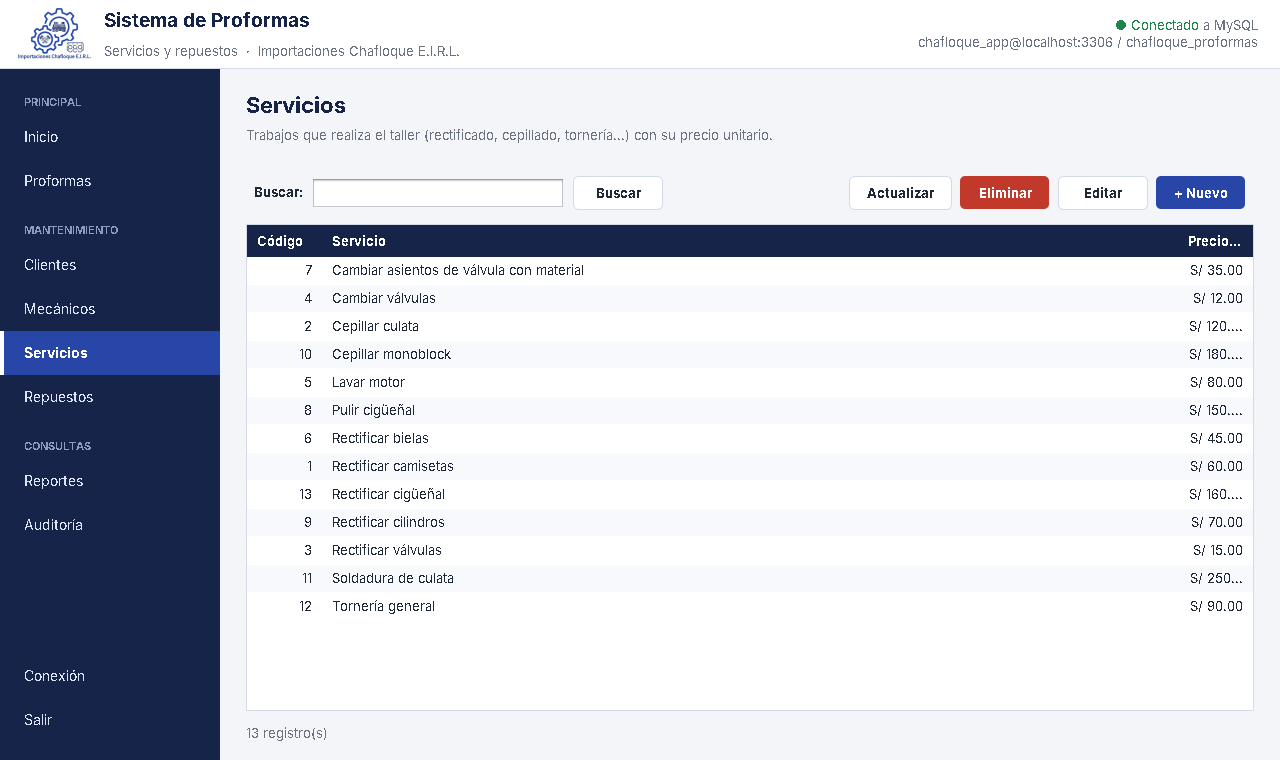 Importaciones Chafloque E.I.R.L.
Sistema de Proformas
Servicios y repuestos · Importaciones Chafloque E.I.R.L.
Conectado a MySQL
chafloque_app@localhost:3306 / chafloque_proformas
PRINCIPAL
Inicio
Proformas
MANTENIMIENTO
Clientes
Mecánicos
Servicios
Repuestos
CONSULTAS
Reportes
Auditoría
Conexión
Salir
Servicios
Trabajos que realiza el taller (rectificado, cepillado, tornería...) con su precio unitario.
Buscar: Buscar Actualizar Eliminar Editar + Nuevo
Código Servicio Precio...
7 Cambiar asientos de válvula con material S/ 35.00
4 Cambiar válvulas S/ 12.00
2 Cepillar culata S/ 120....
10 Cepillar monoblock S/ 180....
5 Lavar motor S/ 80.00
8 Pulir cigüeñal S/ 150....
6 Rectificar bielas S/ 45.00
1 Rectificar camisetas S/ 60.00
13 Rectificar cigüeñal S/ 160....
9 Rectificar cilindros S/ 70.00
3 Rectificar válvulas S/ 15.00
11 Soldadura de culata S/ 250...
12 Tornería general S/ 90.00
13 registro(s)